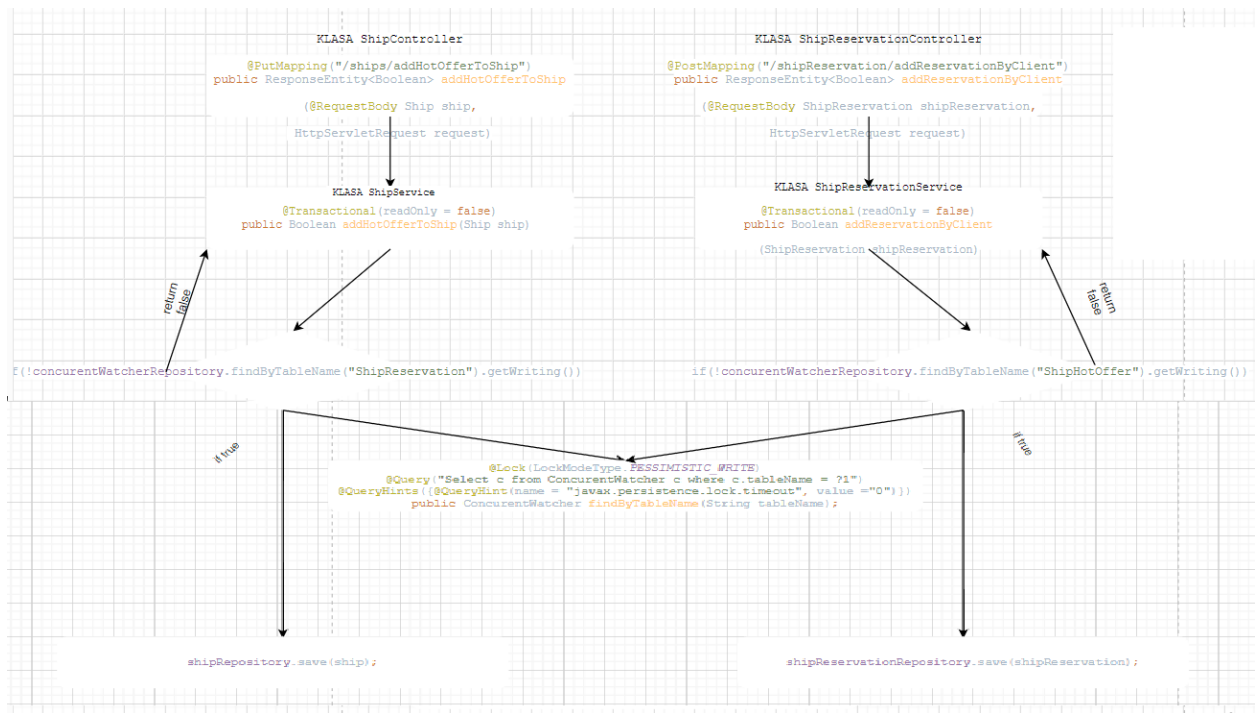 KLASA ShipController
@PutMapping("/ships/addHotOfferToShip")
public ResponseEntity<Boolean> addHotOfferToShip
(@RequestBody Ship ship,
HttpServletRequest request)
KLASA ShipReservationController
@PostMapping("/shipReservation/addReservationByClient")
public ResponseEntity<Boolean> addReservationByClient
(@RequestBody ShipReservation shipReservation,
HttpServletRequest request)
KLASA ShipService
@Transactional(readOnly = false)
public Boolean addHotOfferToShip(Ship ship)
KLASA ShipReservationService
@Transactional(readOnly = false)
public Boolean addReservationByClient
(ShipReservation shipReservation)
return
false
return
false
f(!concurentWatcherRepository.findByTableName("ShipReservation").getWriting())
if(!concurentWatcherRepository.findByTableName("ShipHotOffer").getWriting())
if true
if true
@Lock(LockModeType.PESSIMISTIC_WRITE)
@Query("Select c from ConcurentWatcher c where c.tableName = ?1")
@QueryHints({@QueryHint(name = "javax.persistence.lock.timeout", value ="0")})
public ConcurentWatcher findByTableName(String tableName);
shipRepository.save(ship);
shipReservationRepository.save(shipReservation);